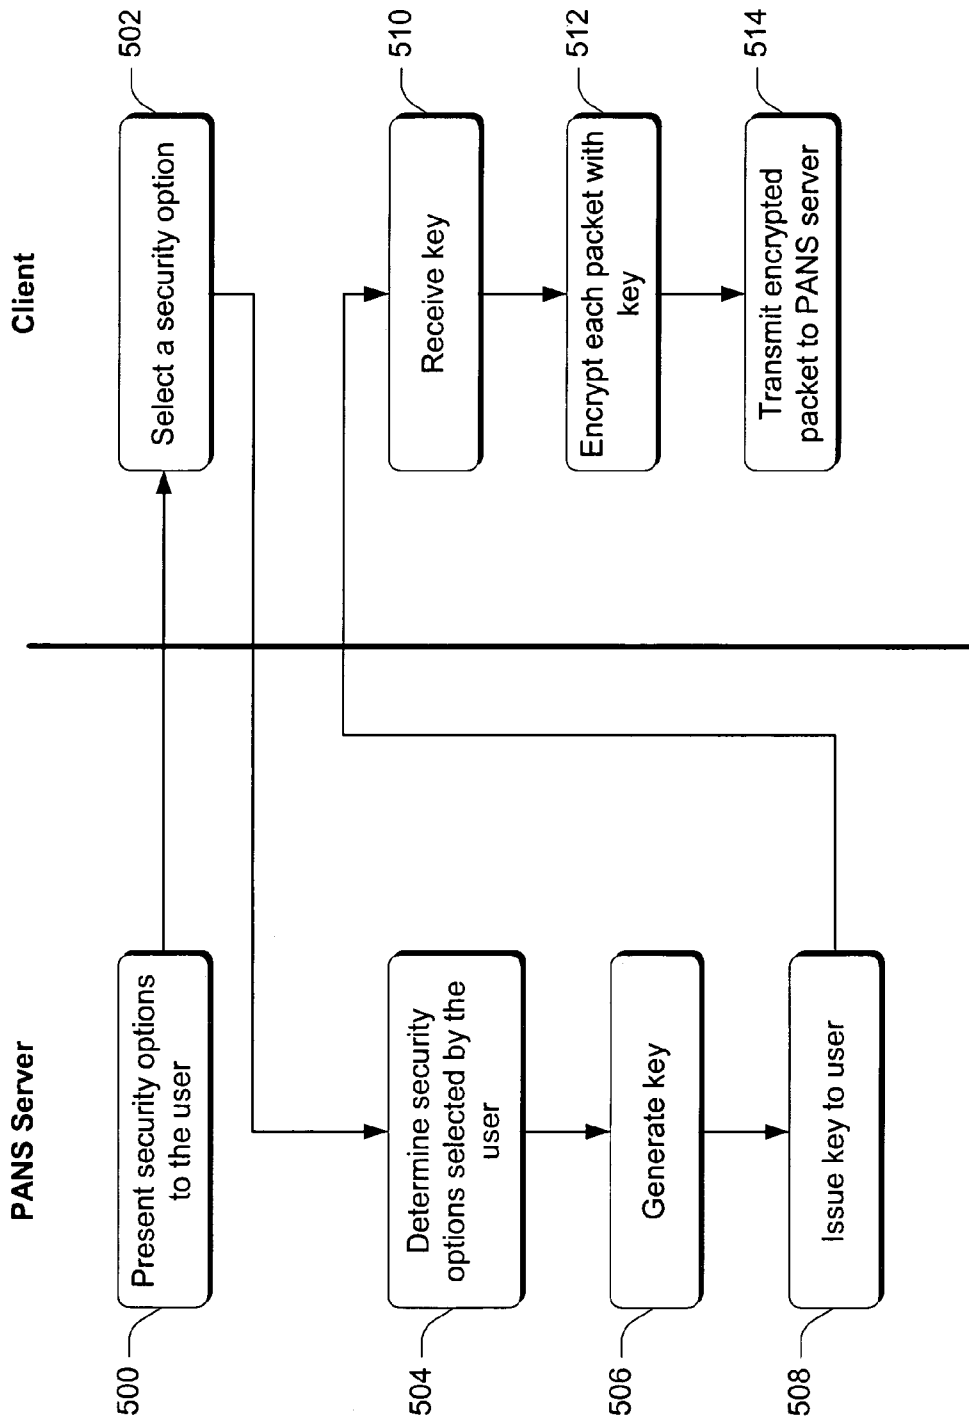 PANS Server
Client
500
Present security options
to the user
Select a security option
502
504
Determine security
options selected by the
user
Receive key
510
506
Generate key
Encrypt each packet with
key
512
508
Issue key to user
Transmit encrypted
packet to PANS server
514